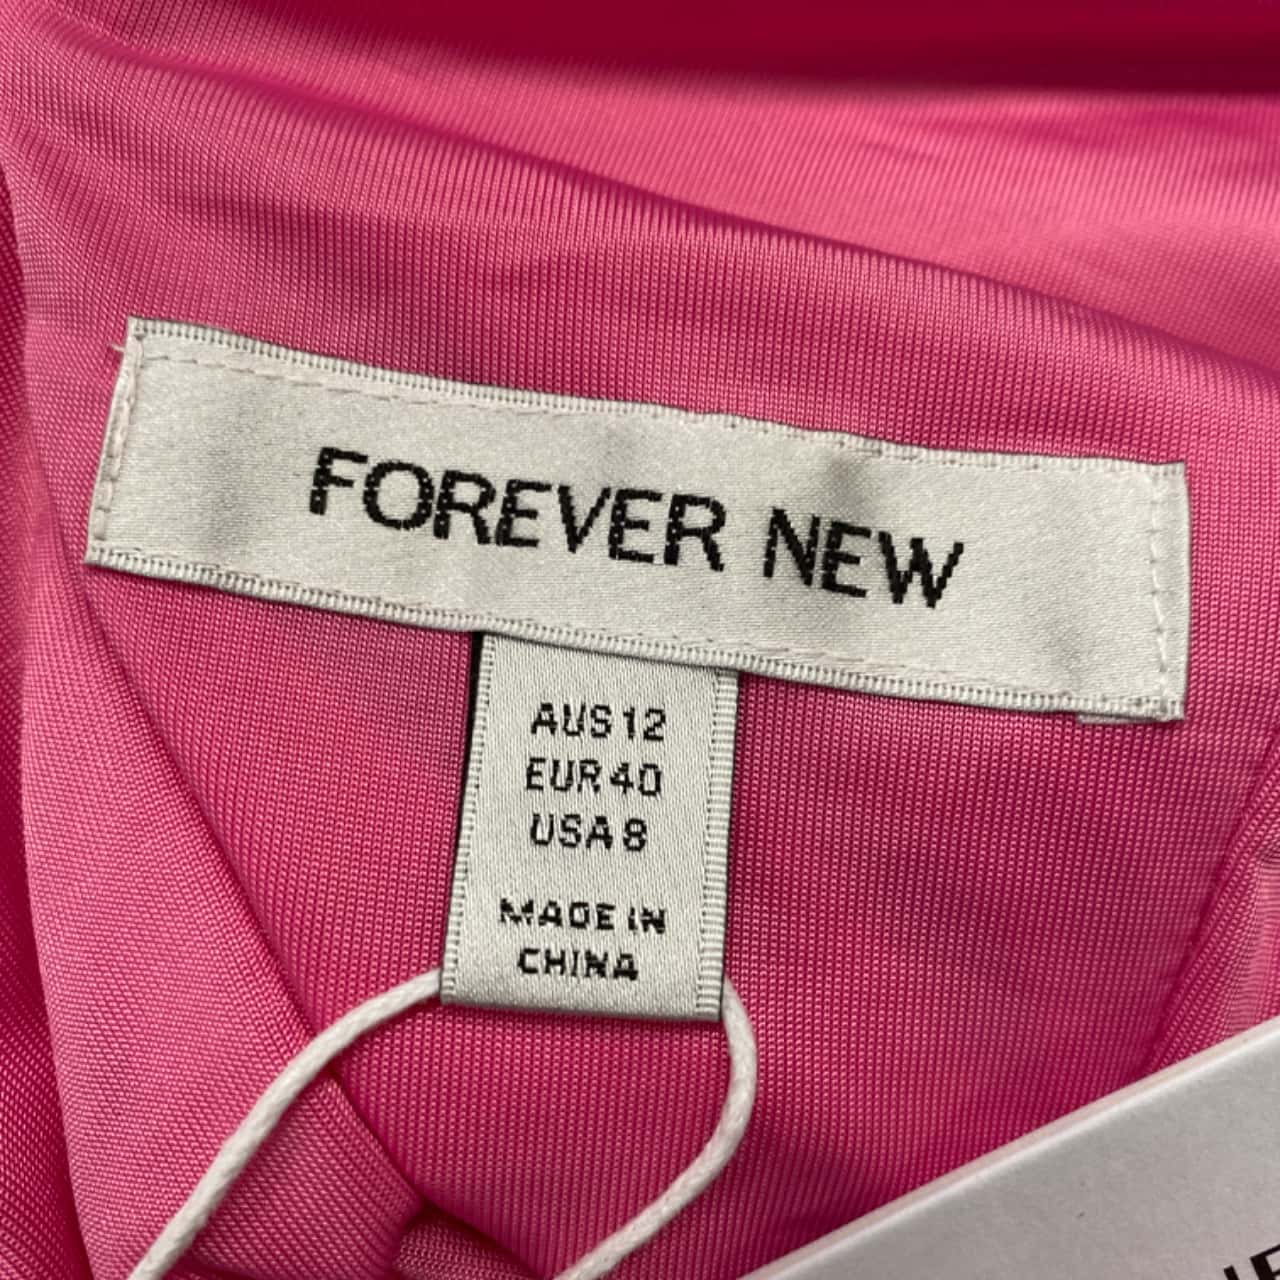 FOREVER NEW
AUS 12
EUR 40
USA 8
MADE IN
CHINA